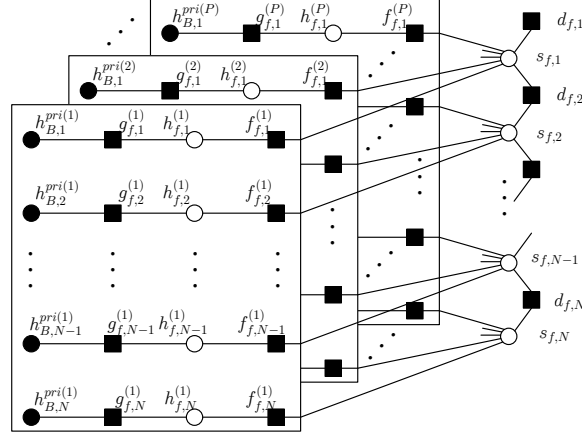 h_{B,1}^{pri(P)} g_{f,1}^{(P)} h_{f,1}^{(P)} f_{f,1}^{(P)} d_{f,1}
s_{f,1}
h_{B,1}^{pri(2)} g_{f,1}^{(2)} h_{f,1}^{(2)} f_{f,1}^{(2)} d_{f,2}
h_{B,1}^{pri(1)} g_{f,1}^{(1)} h_{f,1}^{(1)} f_{f,1}^{(1)} s_{f,2}
h_{B,2}^{pri(1)} g_{f,2}^{(1)} h_{f,2}^{(1)} f_{f,2}^{(1)}
s_{f,N−1}
d_{f,N}
h_{B,N−1}^{pri(1)} g_{f,N−1}^{(1)} h_{f,N−1}^{(1)} f_{f,N−1}^{(1)} s_{f,N}
h_{B,N}^{pri(1)} g_{f,N}^{(1)} h_{f,N}^{(1)} f_{f,N}^{(1)}